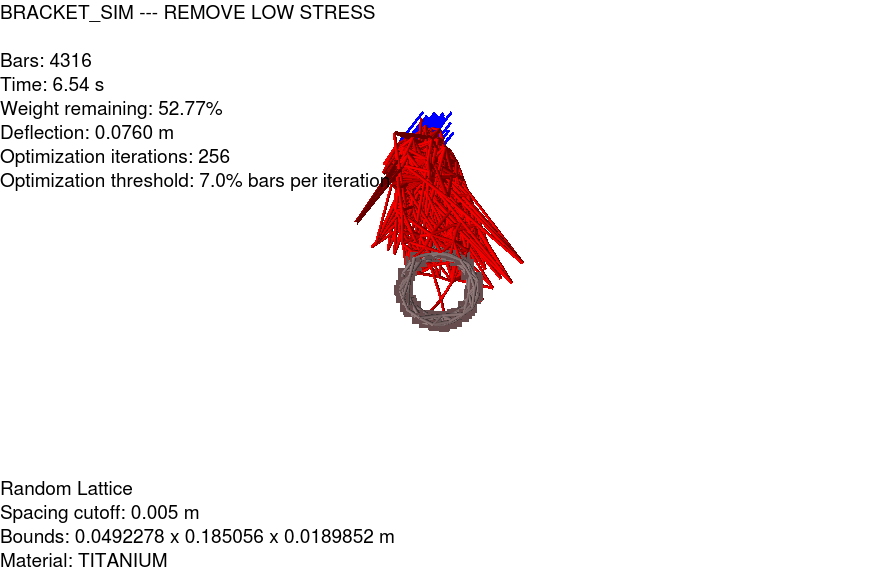 BRACKET_SIM --- REMOVE LOW STRESS
Bars: 4316
Time: 6.54 s
Weight remaining: 52.77%
Deflection: 0.0760 m
Optimization iterations: 256
Optimization threshold: 7.0% bars per iteration
Random Lattice
Spacing cutoff: 0.005 m
Bounds: 0.0492278 x 0.185056 x 0.0189852 m
Material: TITANIUM